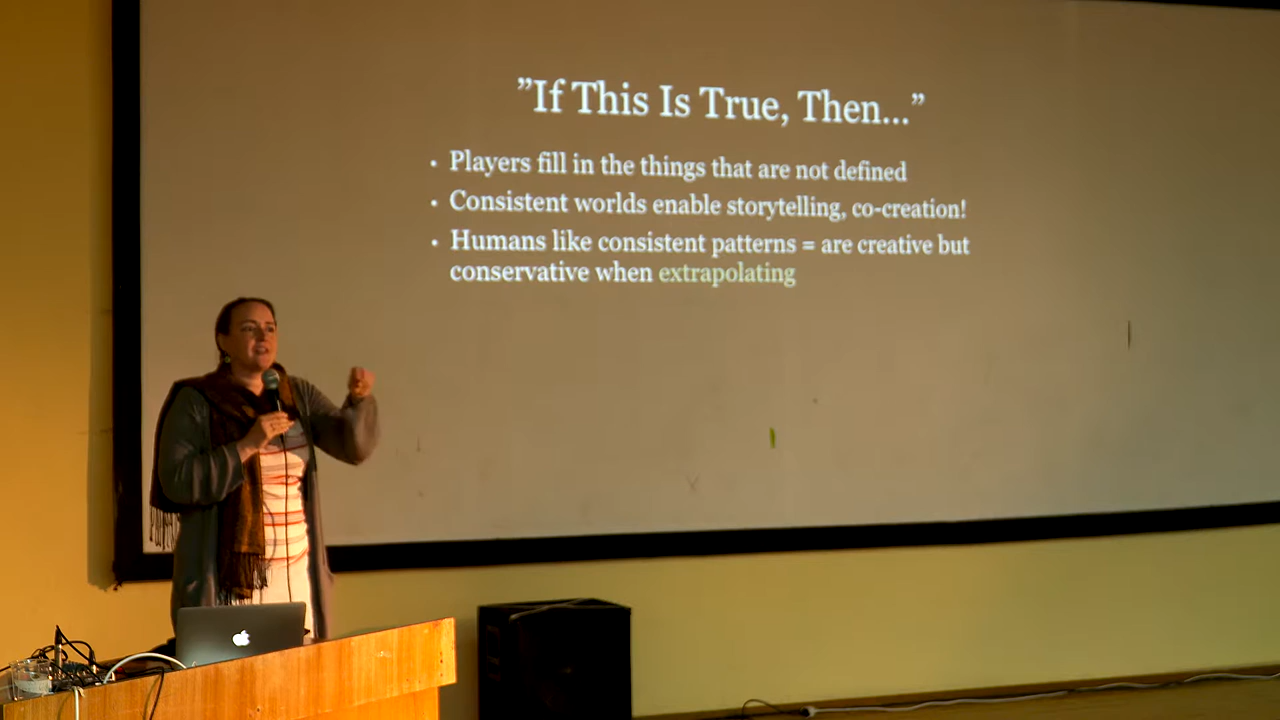 ”If This Is True, Then...”
• Players fill in the things that are not defined
• Consistent worlds enable storytelling, co-creation!
• Humans like consistent patterns = are creative but
conservative when extrapolating